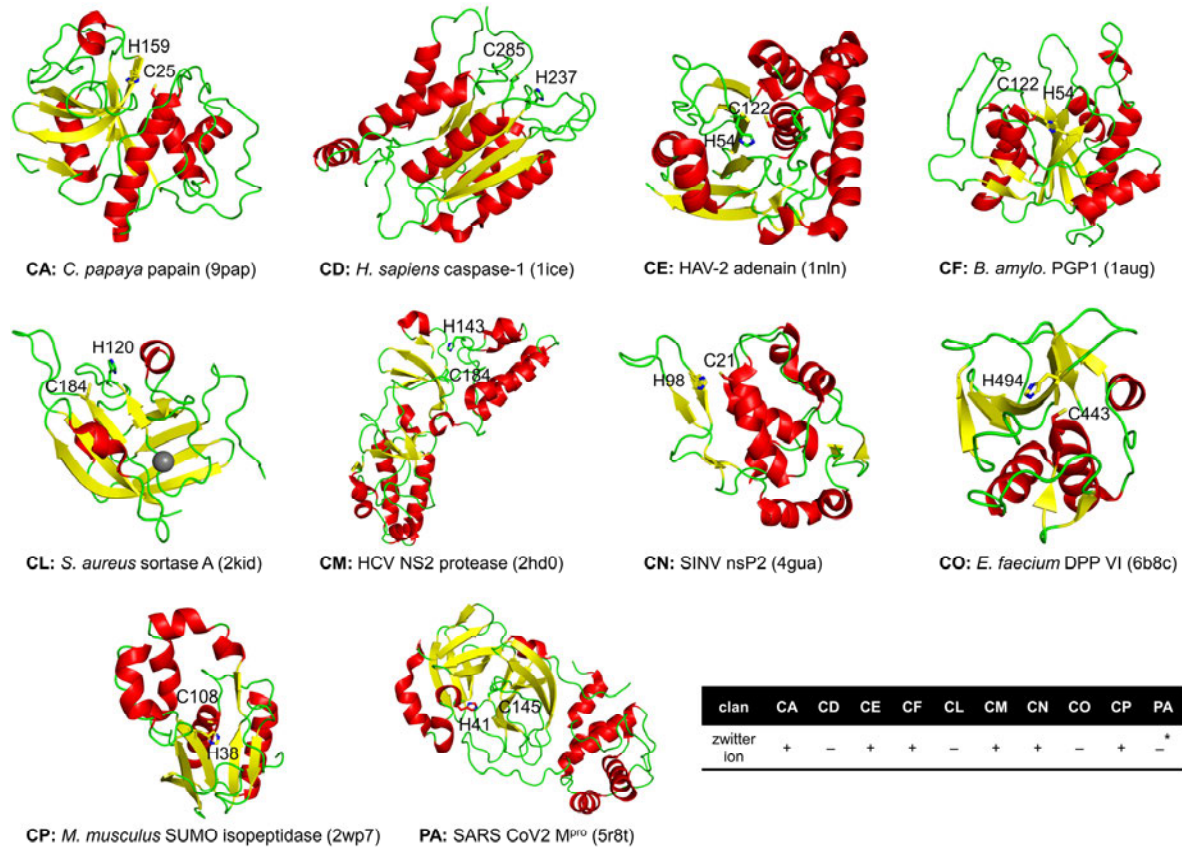 H159
C25
C285
H237
C122
H54
C122
H54
CA: C. papaya papain (9pap)
CD: H. sapiens caspase-1 (1ice)
CE: HAV-2 adenain (1nln)
CF: B. amylo. PGP1 (1aug)
H120
C184
H143
C184
H98
C21
H494
C443
CL: S. aureus sortase A (2kid)
CM: HCV NS2 protease (2hd0)
CN: SINV nsP2 (4gua)
CO: E. faecium DPP VI (6b8c)
C108
H38
H41
C145
clan CA CD CE CF CL CM CN CO CP PA
zwitter
ion + – + + – + + – + –*
CP: M. musculus SUMO isopeptidase (2wp7)
PA: SARS CoV2 Mᵖʳᵒ (5r8t)